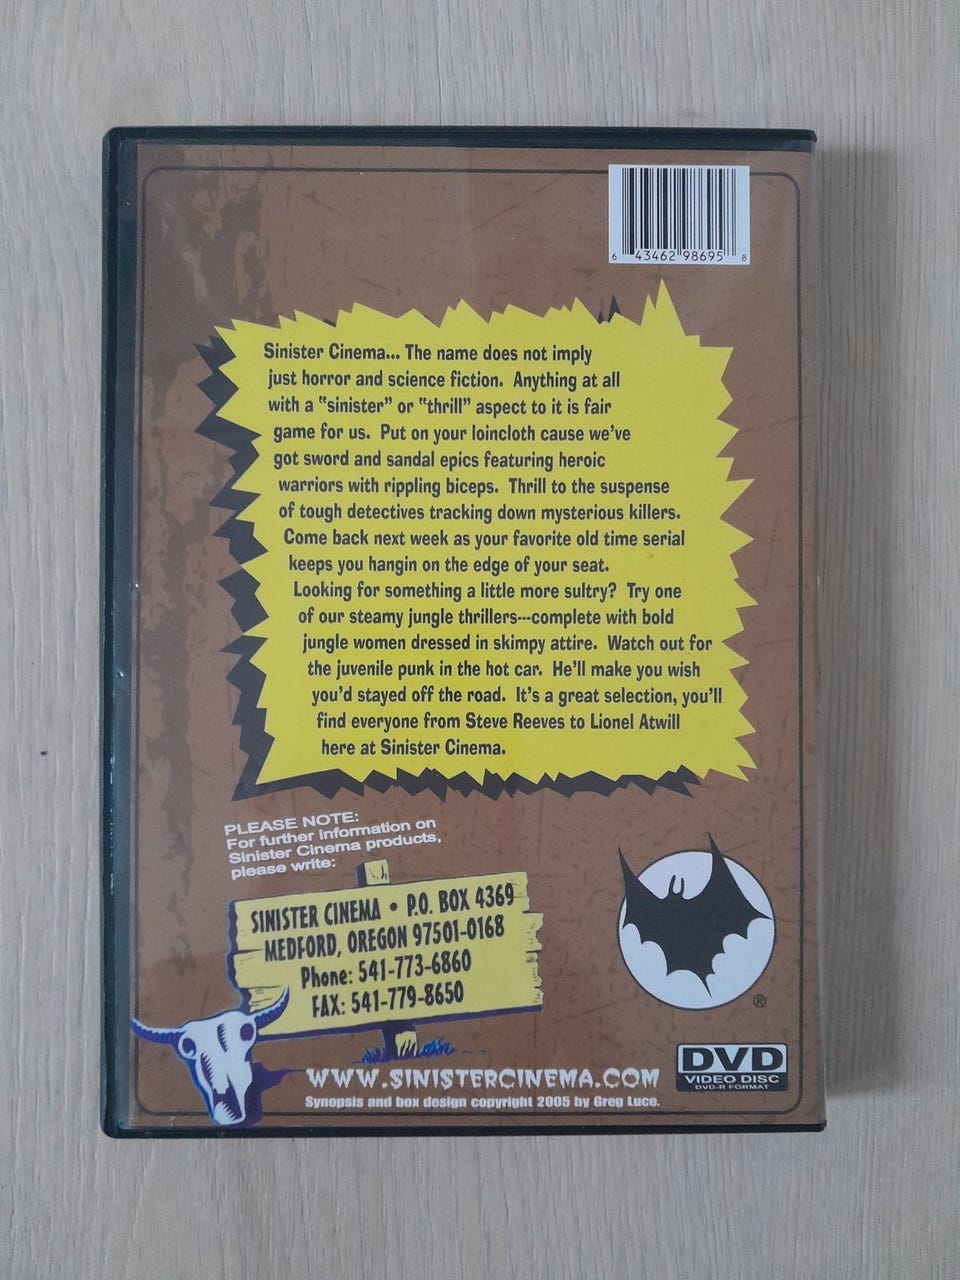 6 43462 98695 8
Sinister Cinema... The name does not imply
just horror and science fiction. Anything at all
with a "sinister" or "thrill" aspect to it is fair
game for us. Put on your loincloth cause we've
got sword and sandal epics featuring heroic
warriors with rippling biceps. Thrill to the suspense
of tough detectives tracking down mysterious killers.
Come back next week as your favorite old time serial
keeps you hangin on the edge of your seat.
Looking for something a little more sultry? Try one
of our steamy jungle thrillers---complete with bold
jungle women dressed in skimpy attire. Watch out for
the juvenile punk in the hot car. He'll make you wish
you'd stayed off the road. It's a great selection, you'll
find everyone from Steve Reeves to Lionel Atwill
here at Sinister Cinema.
PLEASE NOTE:
For further information on
Sinister Cinema products,
please write:
SINISTER CINEMA • P.O. BOX 4369
MEDFORD, OREGON 97501-0168
Phone: 541-773-6860
FAX: 541-779-8650
®
DVD
VIDEO DISC
DVD-R FORMAT
WWW.SINISTERCINEMA.COM
Synopsis and box design copyright 2005 by Greg Luce.